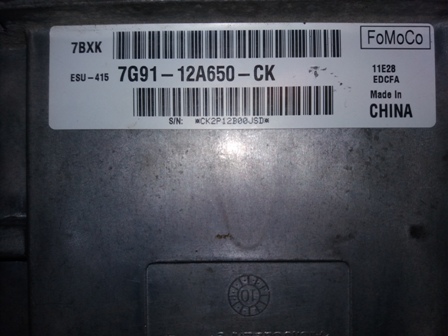 7BXK
FoMoCo
ESU-415 7G91-12A650-CK
11E28
EDCFA
Made in
CHINA
S/N: *CK2P12B00JSD*